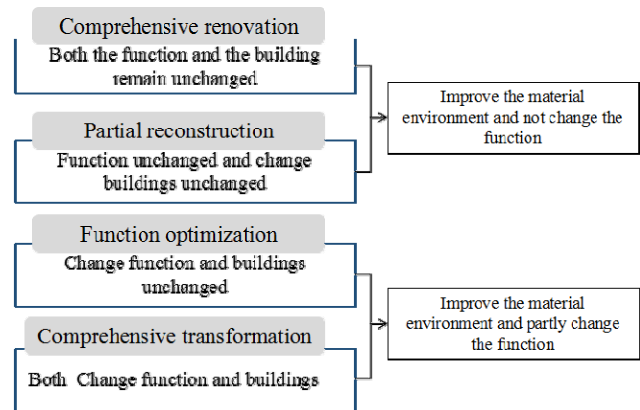 Comprehensive renovation
Both the function and the building
remain unchanged
Partial reconstruction
Function unchanged and change
buildings unchanged
Improve the material
environment and not change the
function
Function optimization
Change function and buildings
unchanged
Comprehensive transformation
Both Change function and buildings
Improve the material
environment and partly change
the function